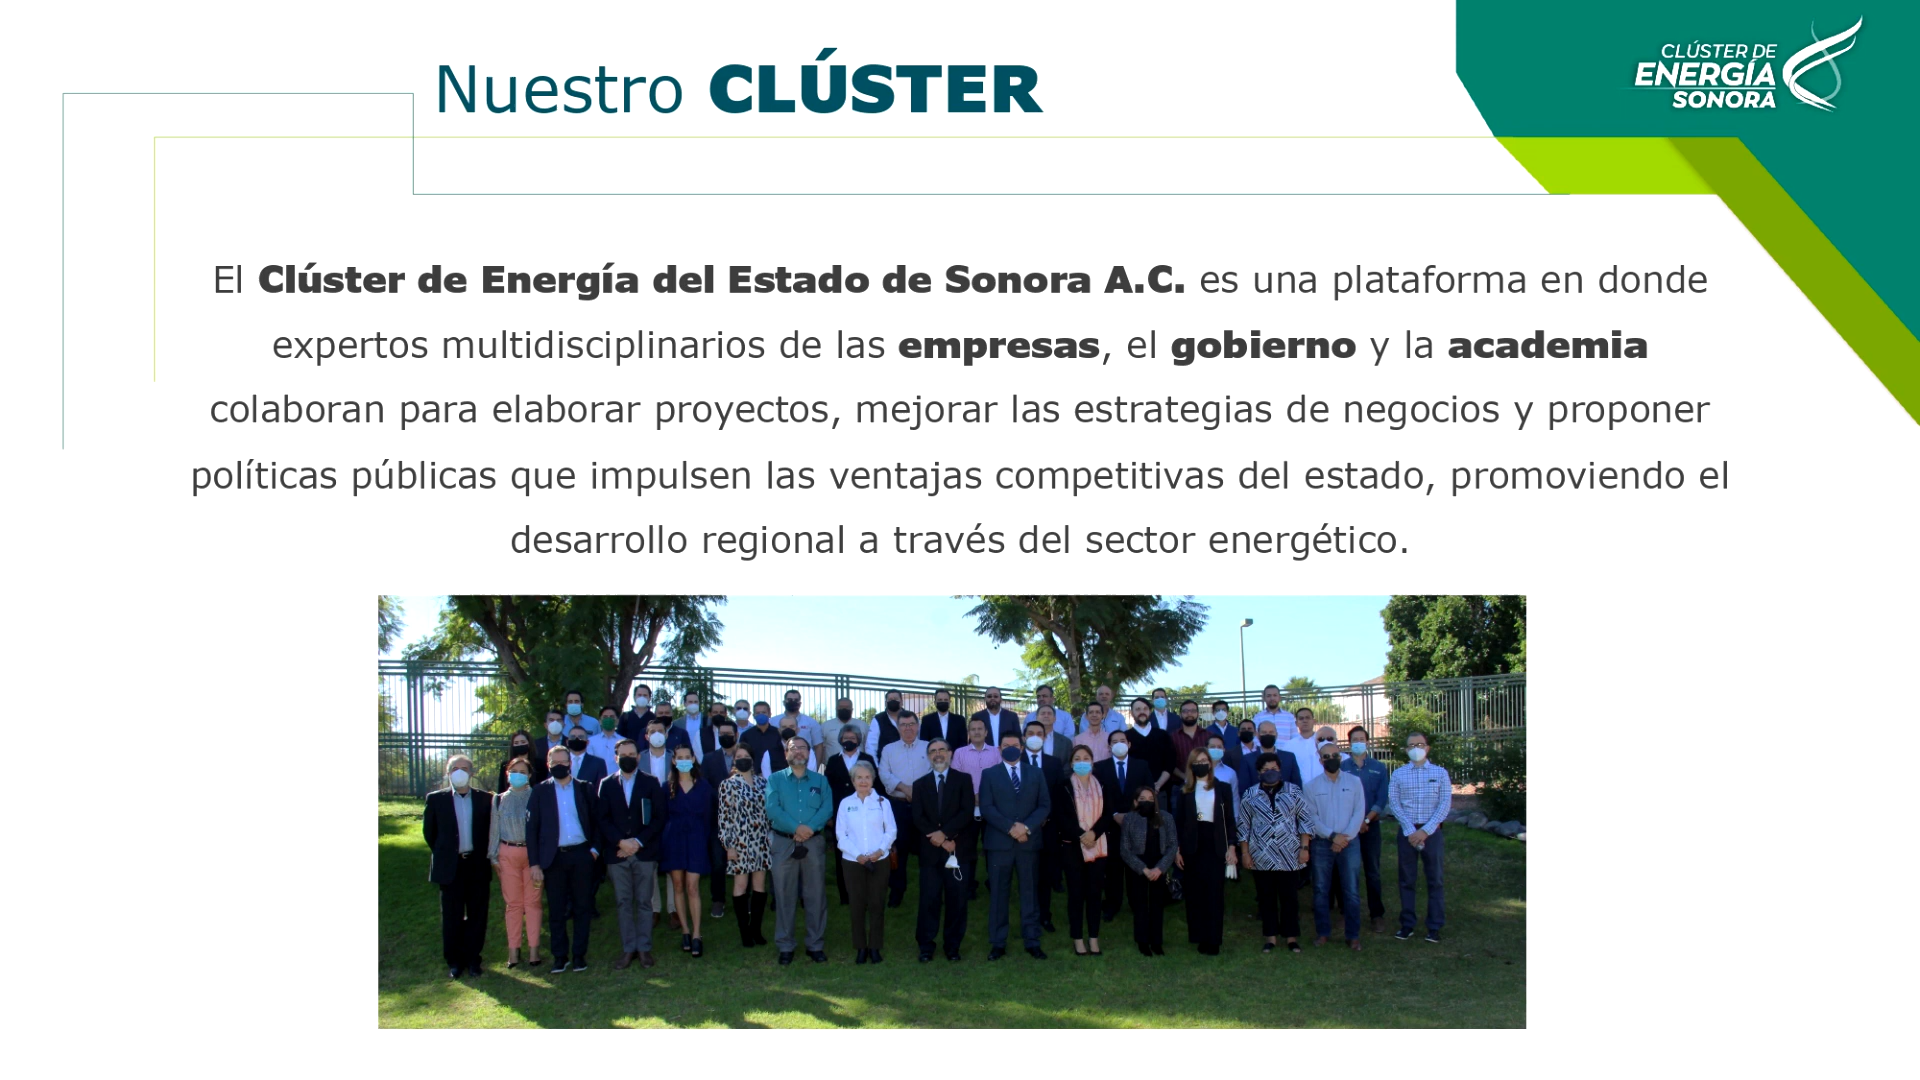 Nuestro CLÚSTER
CLÚSTER DE
ENERGÍA
SONORA
El Clúster de Energía del Estado de Sonora A.C. es una plataforma en donde
expertos multidisciplinarios de las empresas, el gobierno y la academia
colaboran para elaborar proyectos, mejorar las estrategias de negocios y proponer
políticas públicas que impulsen las ventajas competitivas del estado, promoviendo el
desarrollo regional a través del sector energético.